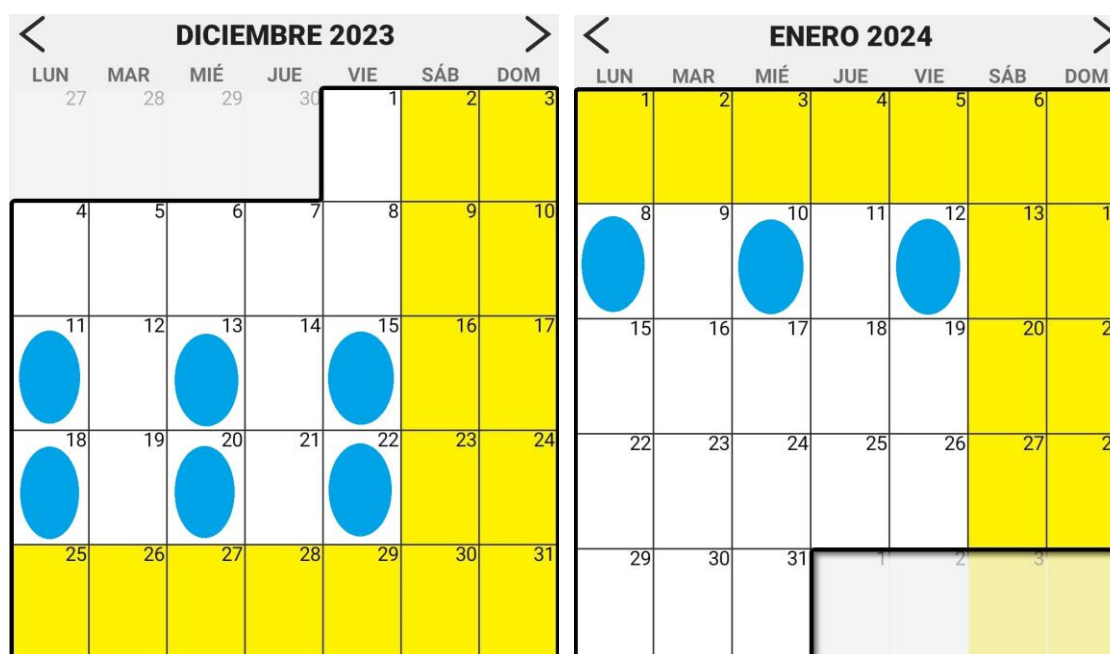 DICIEMBRE 2023
LUN MAR MIÉ JUE VIE SÁB DOM
27 28 29 30 1 2 3
4 5 6 7 8 9 10
11 12 13 14 15 16 17
18 19 20 21 22 23 24
25 26 27 28 29 30 31
ENERO 2024
LUN MAR MIÉ JUE VIE SÁB DOM
1 2 3 4 5 6
8 9 10 11 12 13 1
15 16 17 18 19 20 2
22 23 24 25 26 27 2
29 30 31 1 2 3